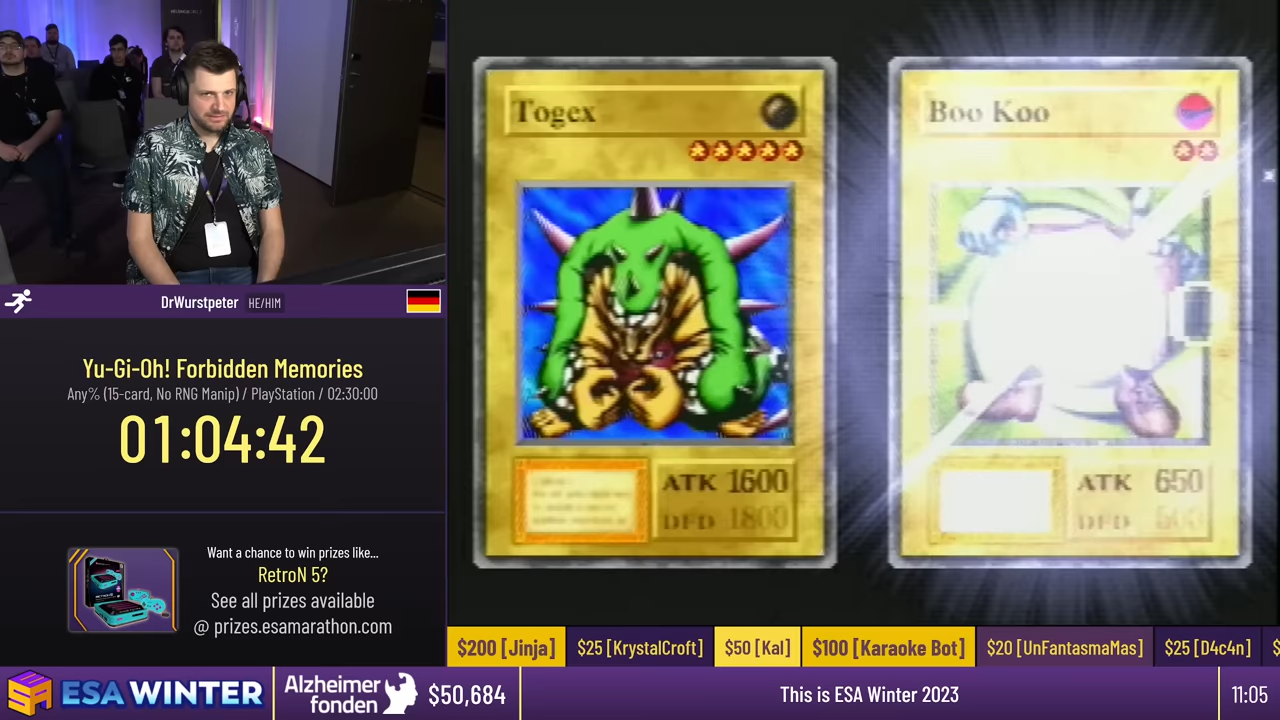 DrWurstpeter HE/HIM
Yu-Gi-Oh! Forbidden Memories
Any% (15-card, No RNG Manip) / PlayStation / 02:30:00
01:04:42
Want a chance to win prizes like...
RetroN 5?
See all prizes available
@ prizes.esamarathon.com
Togex
ATK 1600
DFD 1800
Boo Koo
ATK 650
DFD 500
$200 [Jinja] $25 [KrystalCroft] $50 [Kal] $100 [Karaoke Bot] $20 [UnFantasmaMas] $25 [D4c4n] $
ESA WINTER
Alzheimer
fonden
$50,684
This is ESA Winter 2023
11:05